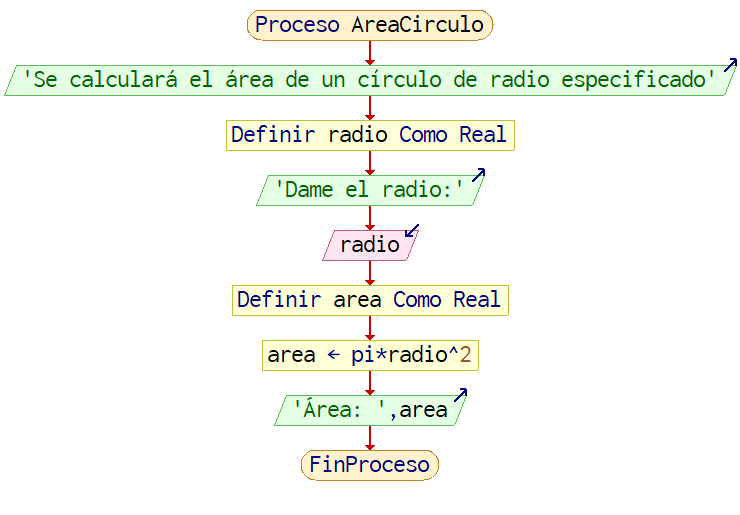 Proceso AreaCirculo
'Se calculará el área de un círculo de radio especificado'
Definir radio Como Real
'Dame el radio:'
radio
Definir area Como Real
area ← pi*radio^2
'Área: ',area
FinProceso